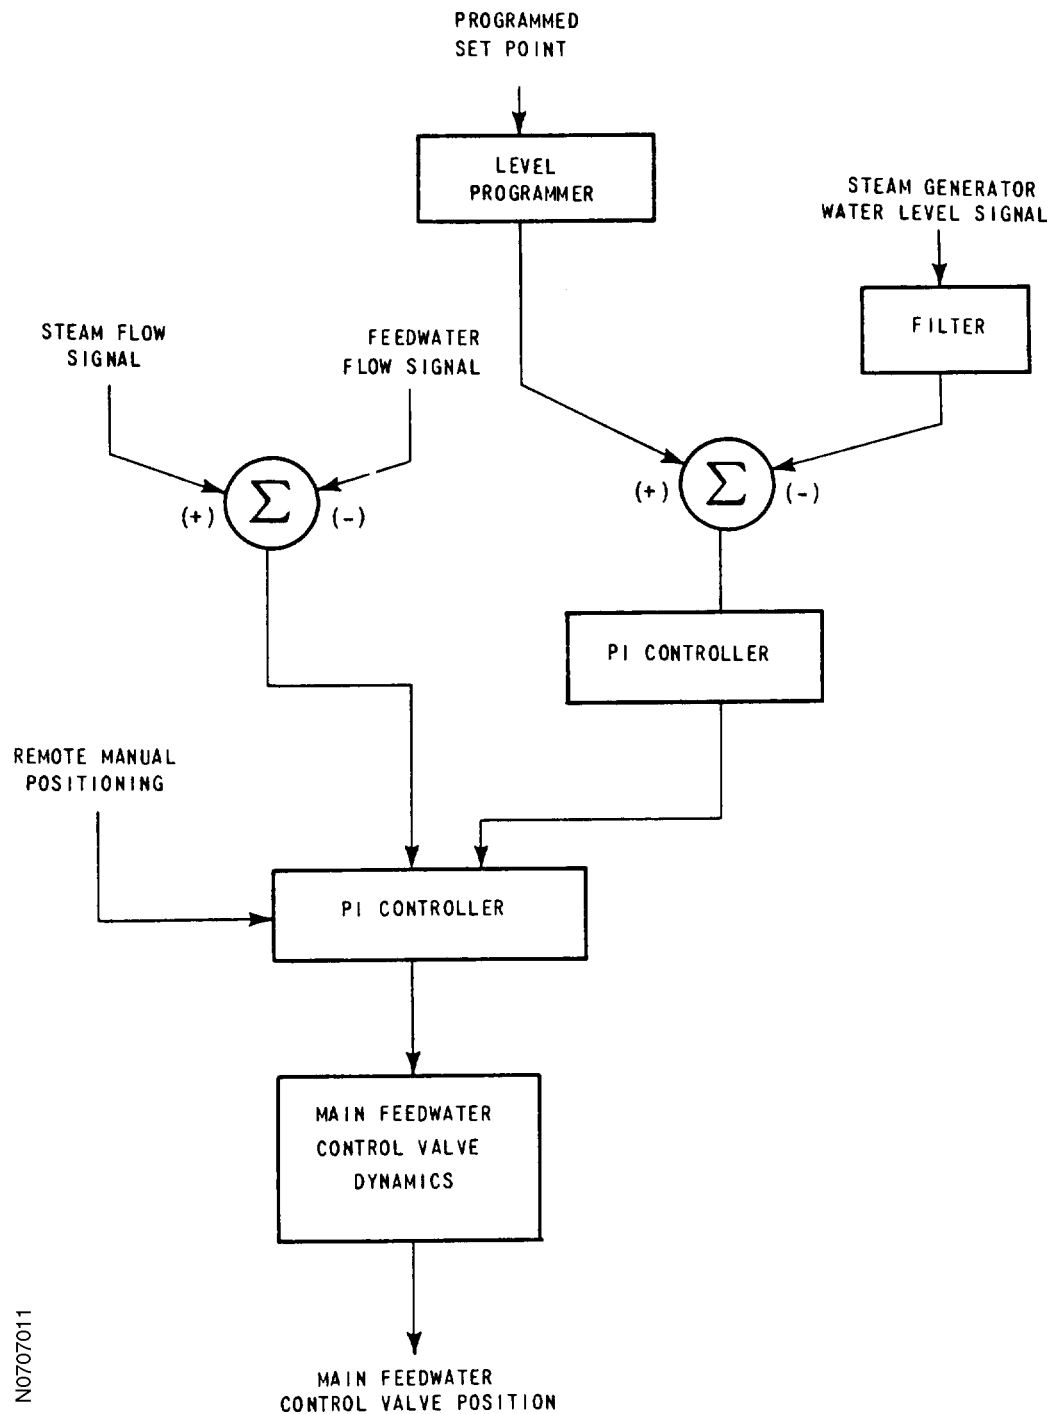 PROGRAMMED
SET POINT
LEVEL
PROGRAMMER
STEAM GENERATOR
WATER LEVEL SIGNAL
FILTER
STEAM FLOW
SIGNAL
FEEDWATER
FLOW SIGNAL
(+)
Σ
(-)
(+)
Σ
(-)
PI CONTROLLER
REMOTE MANUAL
POSITIONING
PI CONTROLLER
MAIN FEEDWATER
CONTROL VALVE
DYNAMICS
MAIN FEEDWATER
CONTROL VALVE POSITION
N0707011